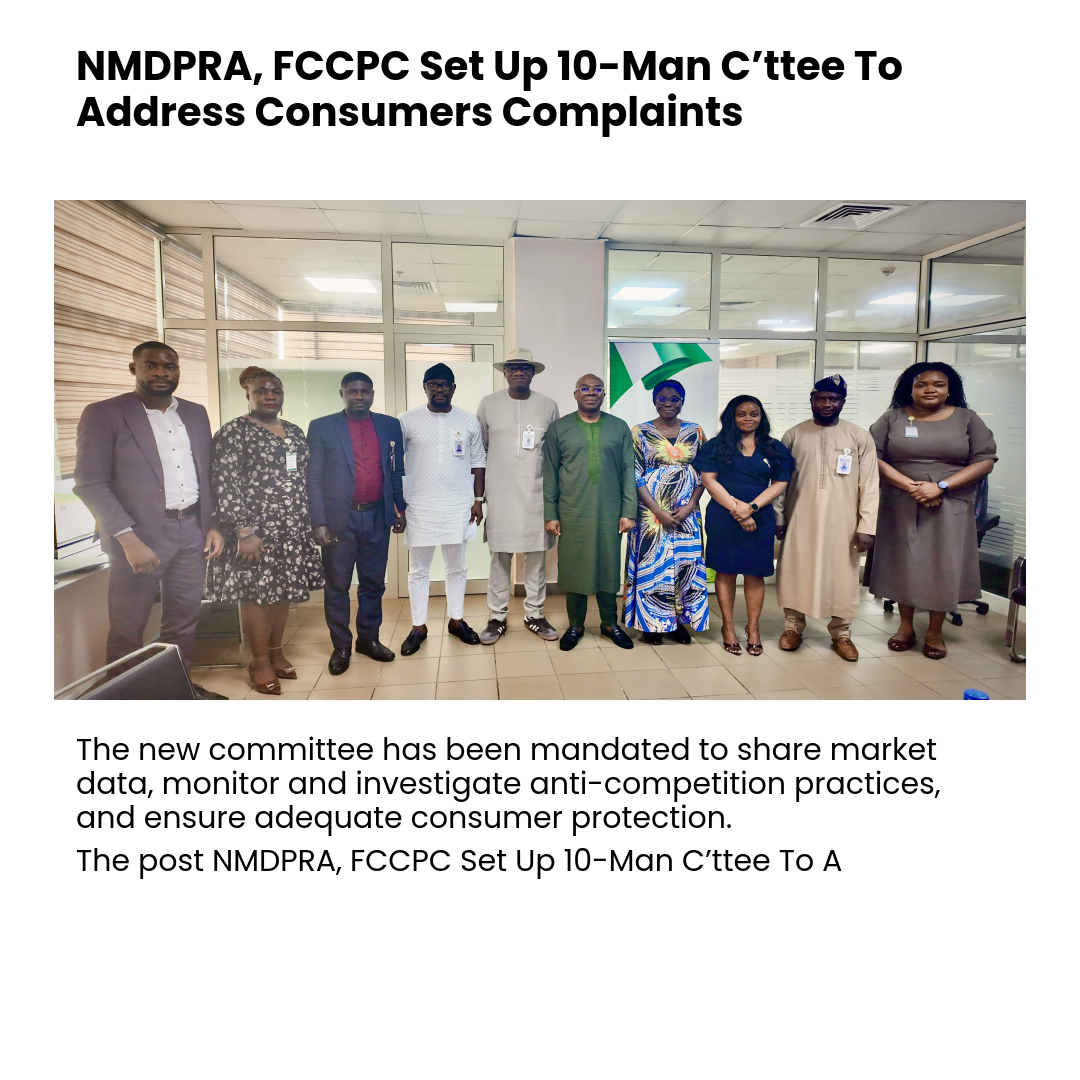 NMDPRA, FCCPC Set Up 10-Man C’ttee To
Address Consumers Complaints
The new committee has been mandated to share market
data, monitor and investigate anti-competition practices,
and ensure adequate consumer protection.
The post NMDPRA, FCCPC Set Up 10-Man C’ttee To A